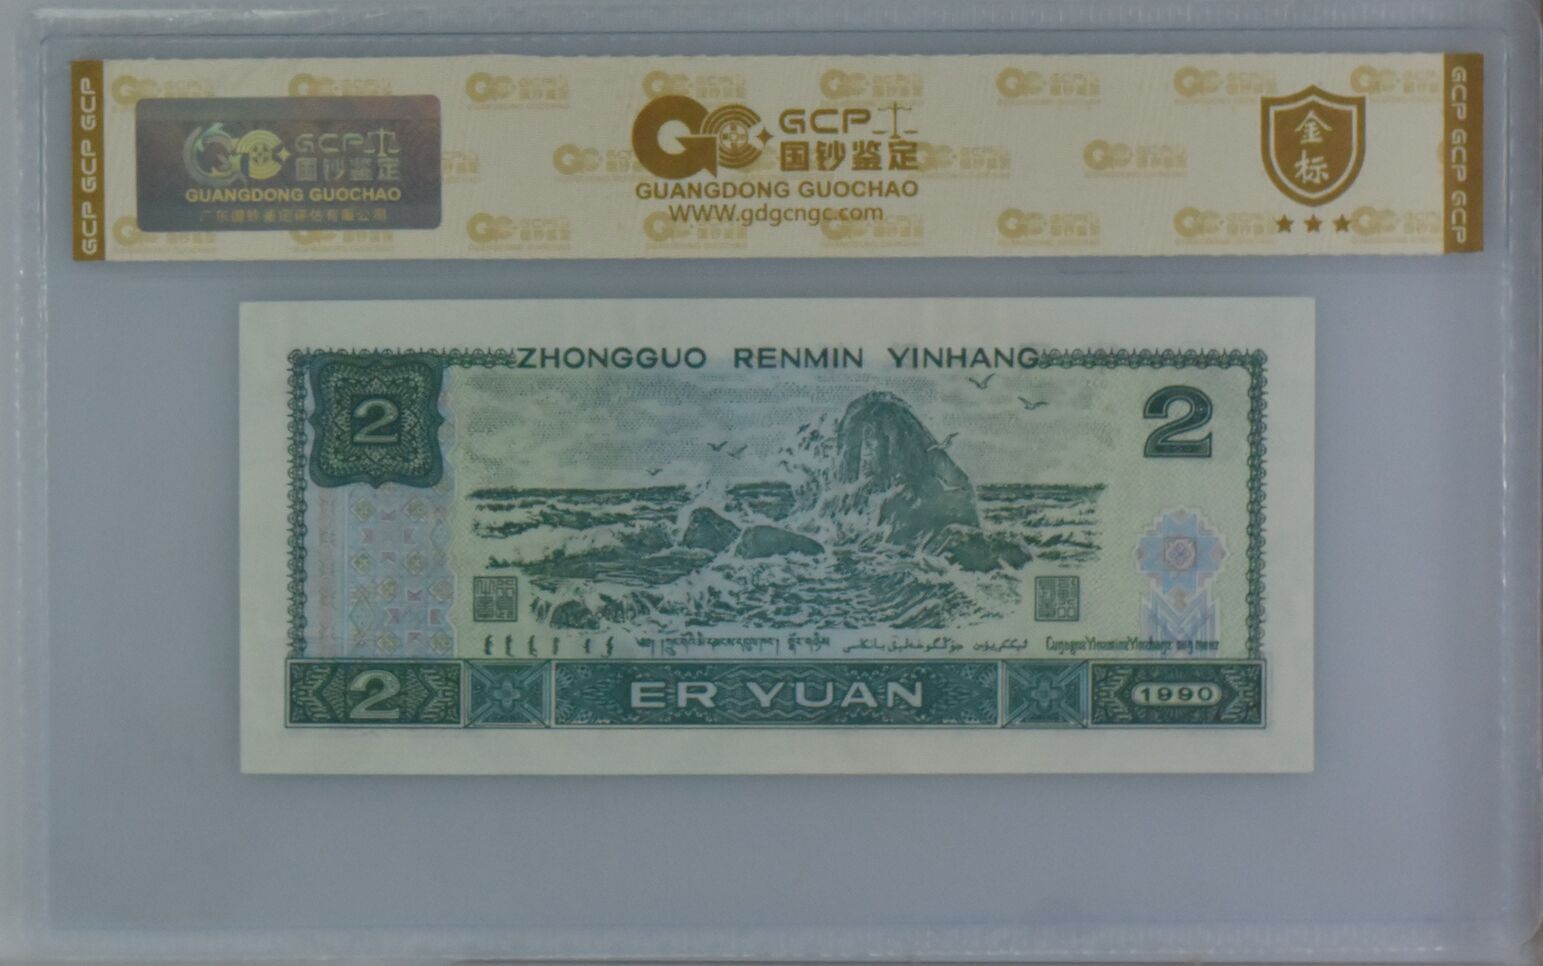 GCP GCP GCP
GCP
国钞鉴定
GUANGDONG GUOCHAO
广东国钞鉴定评估有限公司
GCP
国钞鉴定
GUANGDONG GUOCHAO
WWW.gdgcngc.com
金
标
GCP GCP GCP
ZHONGGUO RENMIN YINHANG
2
2
2
ER YUAN
1990